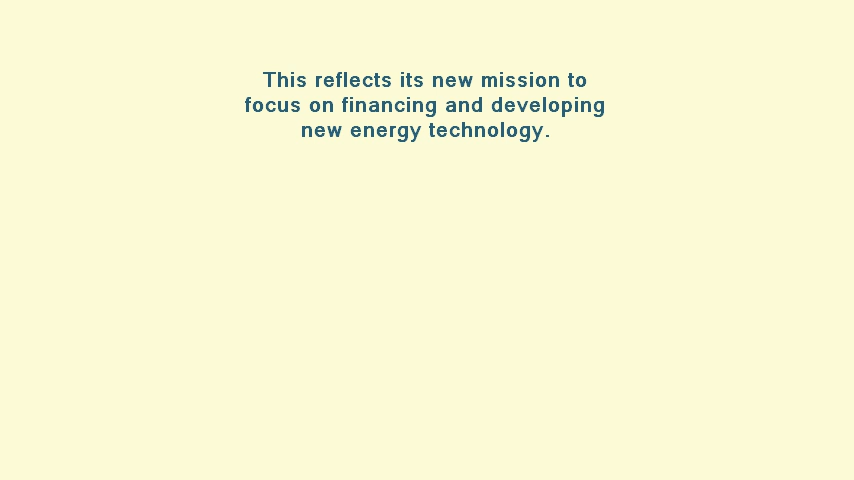 This reflects its new mission to
focus on financing and developing
new energy technology.